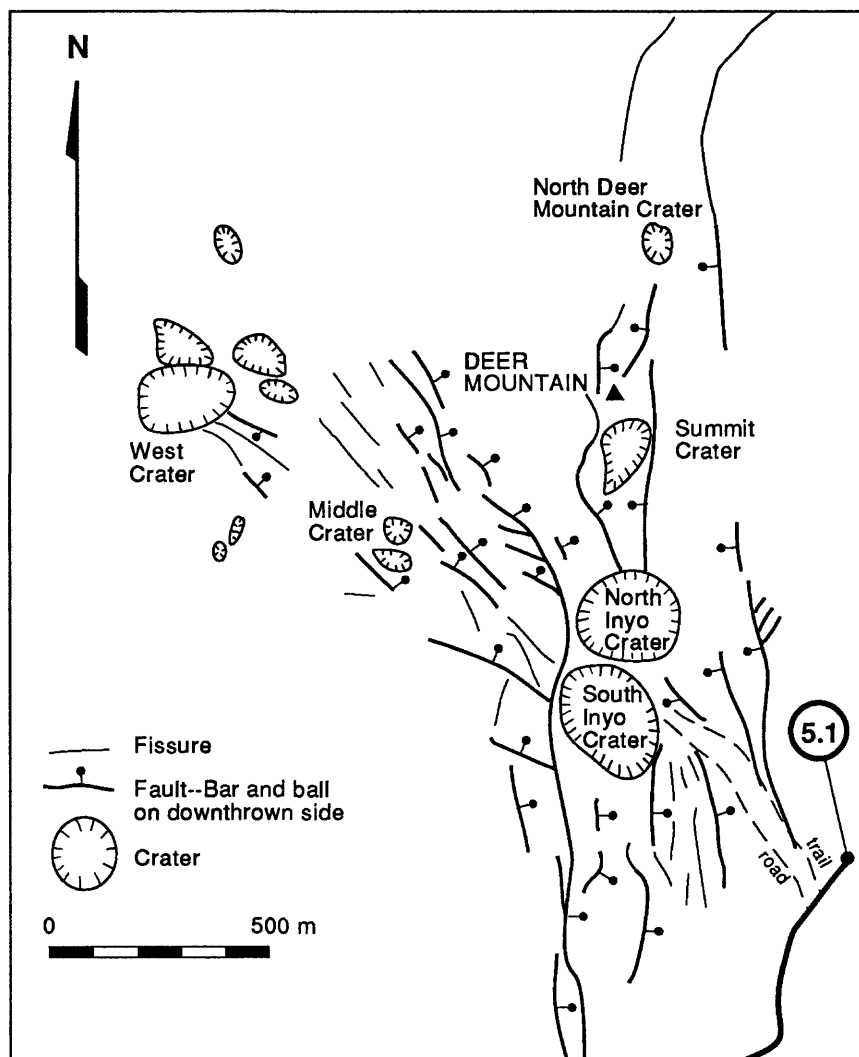 N
North Deer
Mountain Crater
DEER
MOUNTAIN
Summit
Crater
West
Crater
Middle
Crater
North
Inyo
Crater
South
Inyo
Crater
5.1
Fissure
Fault--Bar and ball
on downthrown side
Crater
trail
road
0 500 m